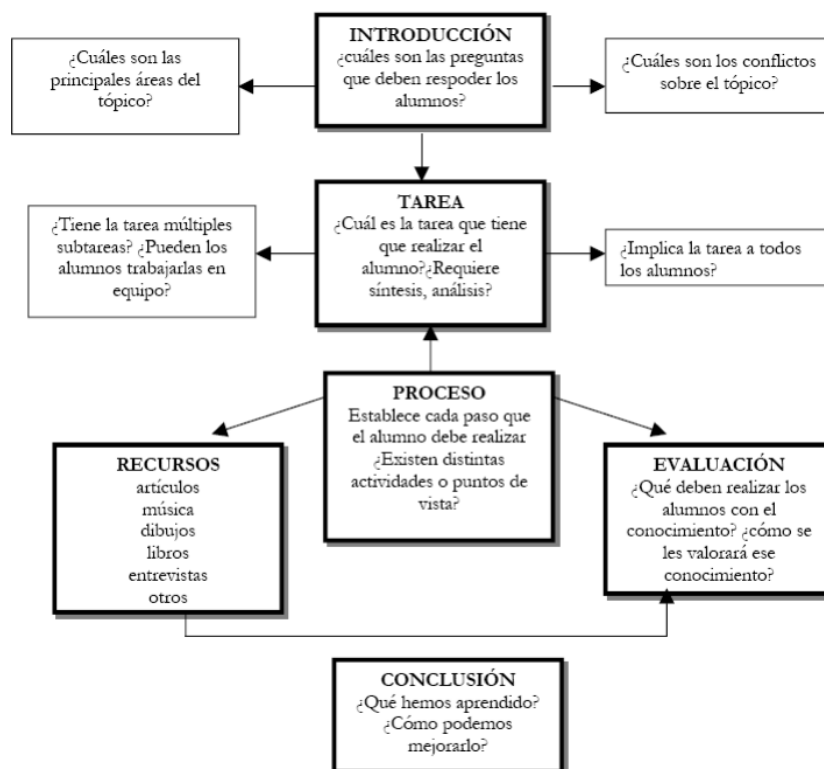 INTRODUCCIÓN
¿cuáles son las preguntas
que deben respoder los
alumnos?
¿Cuáles son las
principales áreas del
tópico?
¿Cuáles son los conflictos
sobre el tópico?
TAREA
¿Cuál es la tarea que tiene
que realizar el
alumno?¿Requiere
síntesis, análisis?
¿Tiene la tarea múltiples
subtareas? ¿Pueden los
alumnos trabajarlas en
equipo?
¿Implica la tarea a todos
los alumnos?
PROCESO
Establece cada paso que
el alumno debe realizar
¿Existen distintas
actividades o puntos de
vista?
RECURSOS
artículos
música
dibujos
libros
entrevistas
otros
EVALUACIÓN
¿Qué deben realizar los
alumnos con el
conocimiento? ¿cómo se
les valorará ese
conocimiento?
CONCLUSIÓN
¿Qué hemos aprendido?
¿Cómo podemos
mejorarlo?